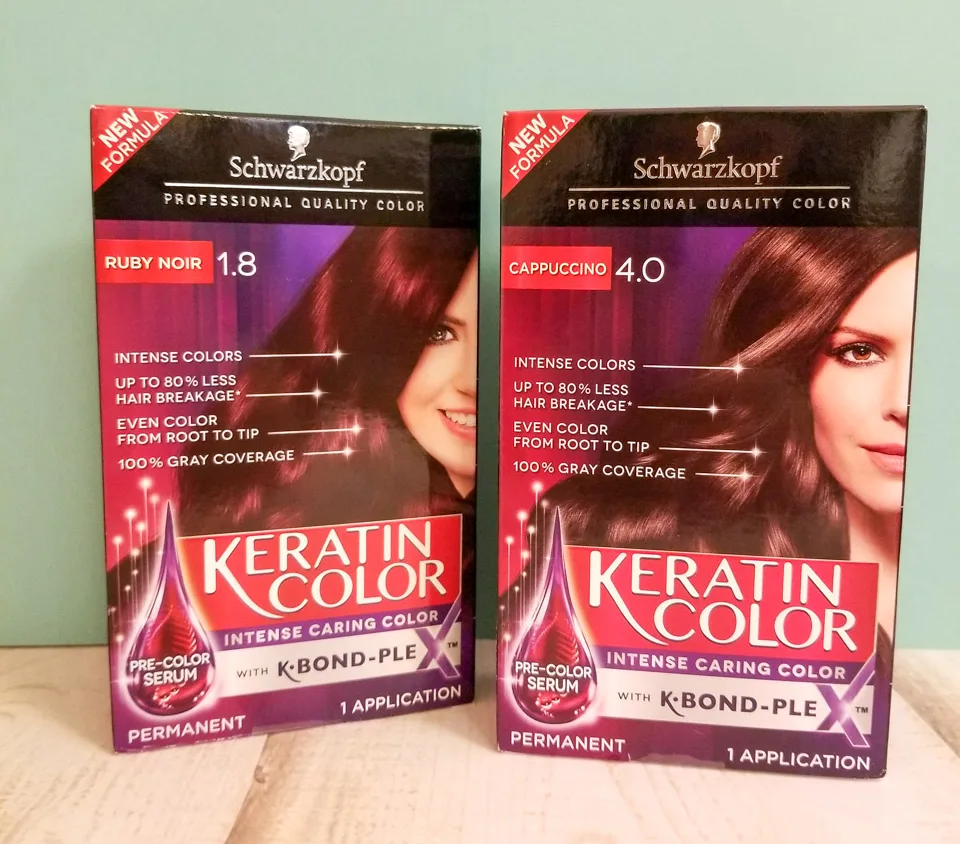 NEW
FORMULA
Schwarzkopf
PROFESSIONAL QUALITY COLOR
RUBY NOIR 1.8
INTENSE COLORS
UP TO 80% LESS
HAIR BREAKAGE*
EVEN COLOR
FROM ROOT TO TIP
100% GRAY COVERAGE
KERATIN
COLOR
INTENSE CARING COLOR
WITH K•BOND-PLEX™
PRE-COLOR
SERUM
1 APPLICATION
PERMANENT
NEW
FORMULA
Schwarzkopf
PROFESSIONAL QUALITY COLOR
CAPPUCCINO 4.0
INTENSE COLORS
UP TO 80% LESS
HAIR BREAKAGE*
EVEN COLOR
FROM ROOT TO TIP
100% GRAY COVERAGE
KERATIN
COLOR
INTENSE CARING COLOR
WITH K•BOND-PLEX™
PRE-COLOR
SERUM
PERMANENT
1 APPLICATION